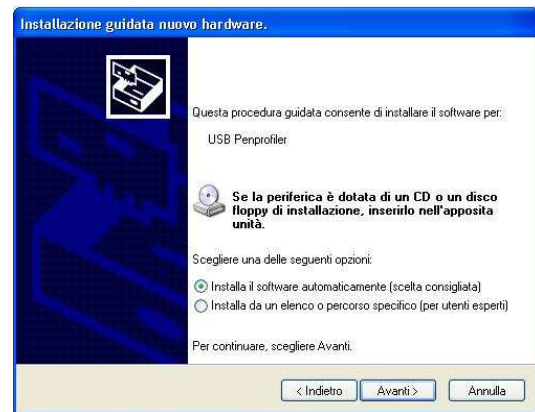 Installazione guidata nuovo hardware.
Questa procedura guidata consente di installare il software per:
USB Penprofiler
Se la periferica è dotata di un CD o un disco
floppy di installazione, inserirlo nell'apposita
unità.
Scegliere una delle seguenti opzioni:
Installa il software automaticamente (scelta consigliata)
Installa da un elenco o percorso specifico (per utenti esperti)
Per continuare, scegliere Avanti.
< Indietro
Avanti >
Annulla